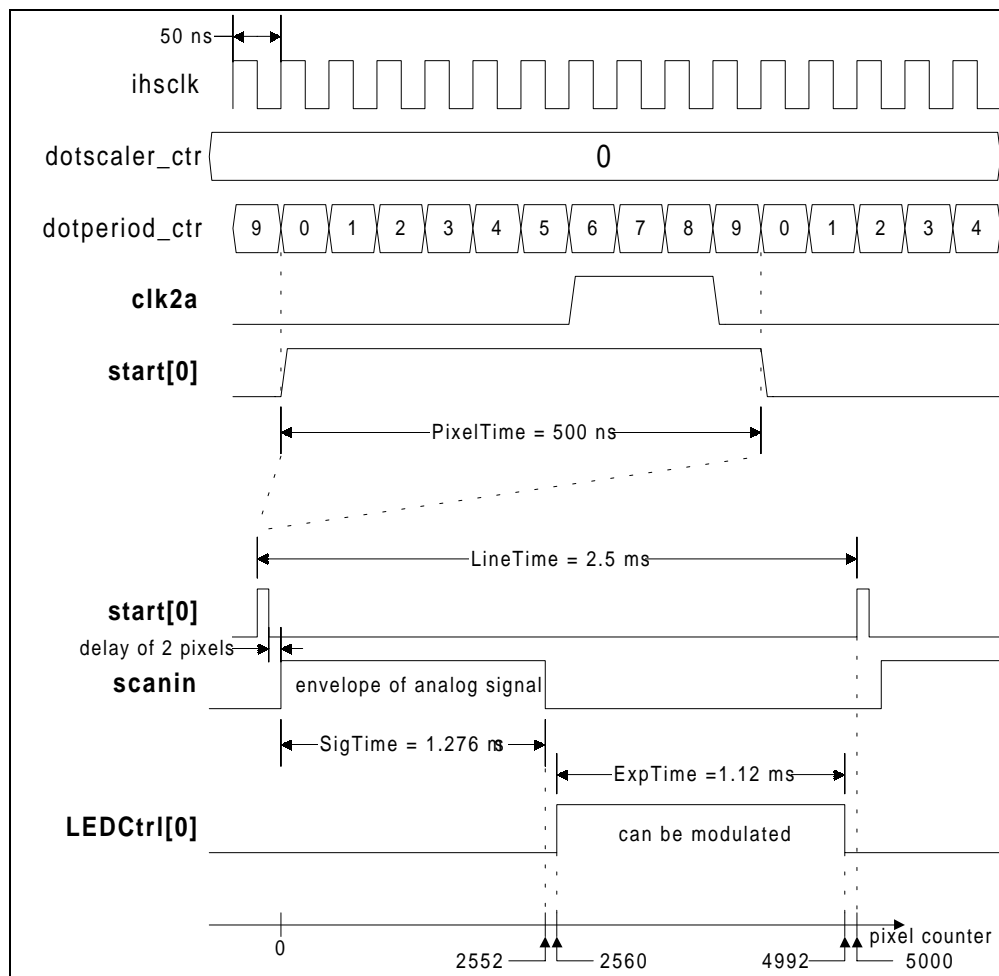 50 ns
ihsclk
dotscaler_ctr 0
dotperiod_ctr 9 0 1 2 3 4 5 6 7 8 9 0 1 2 3 4
clk2a
start[0]
PixelTime = 500 ns
LineTime = 2.5 ms
start[0]
delay of 2 pixels
scanin envelope of analog signal
SigTime = 1.276 ms
ExpTime =1.12 ms
LEDCtrl[0] can be modulated
pixel counter
0 2552 2560 4992 5000